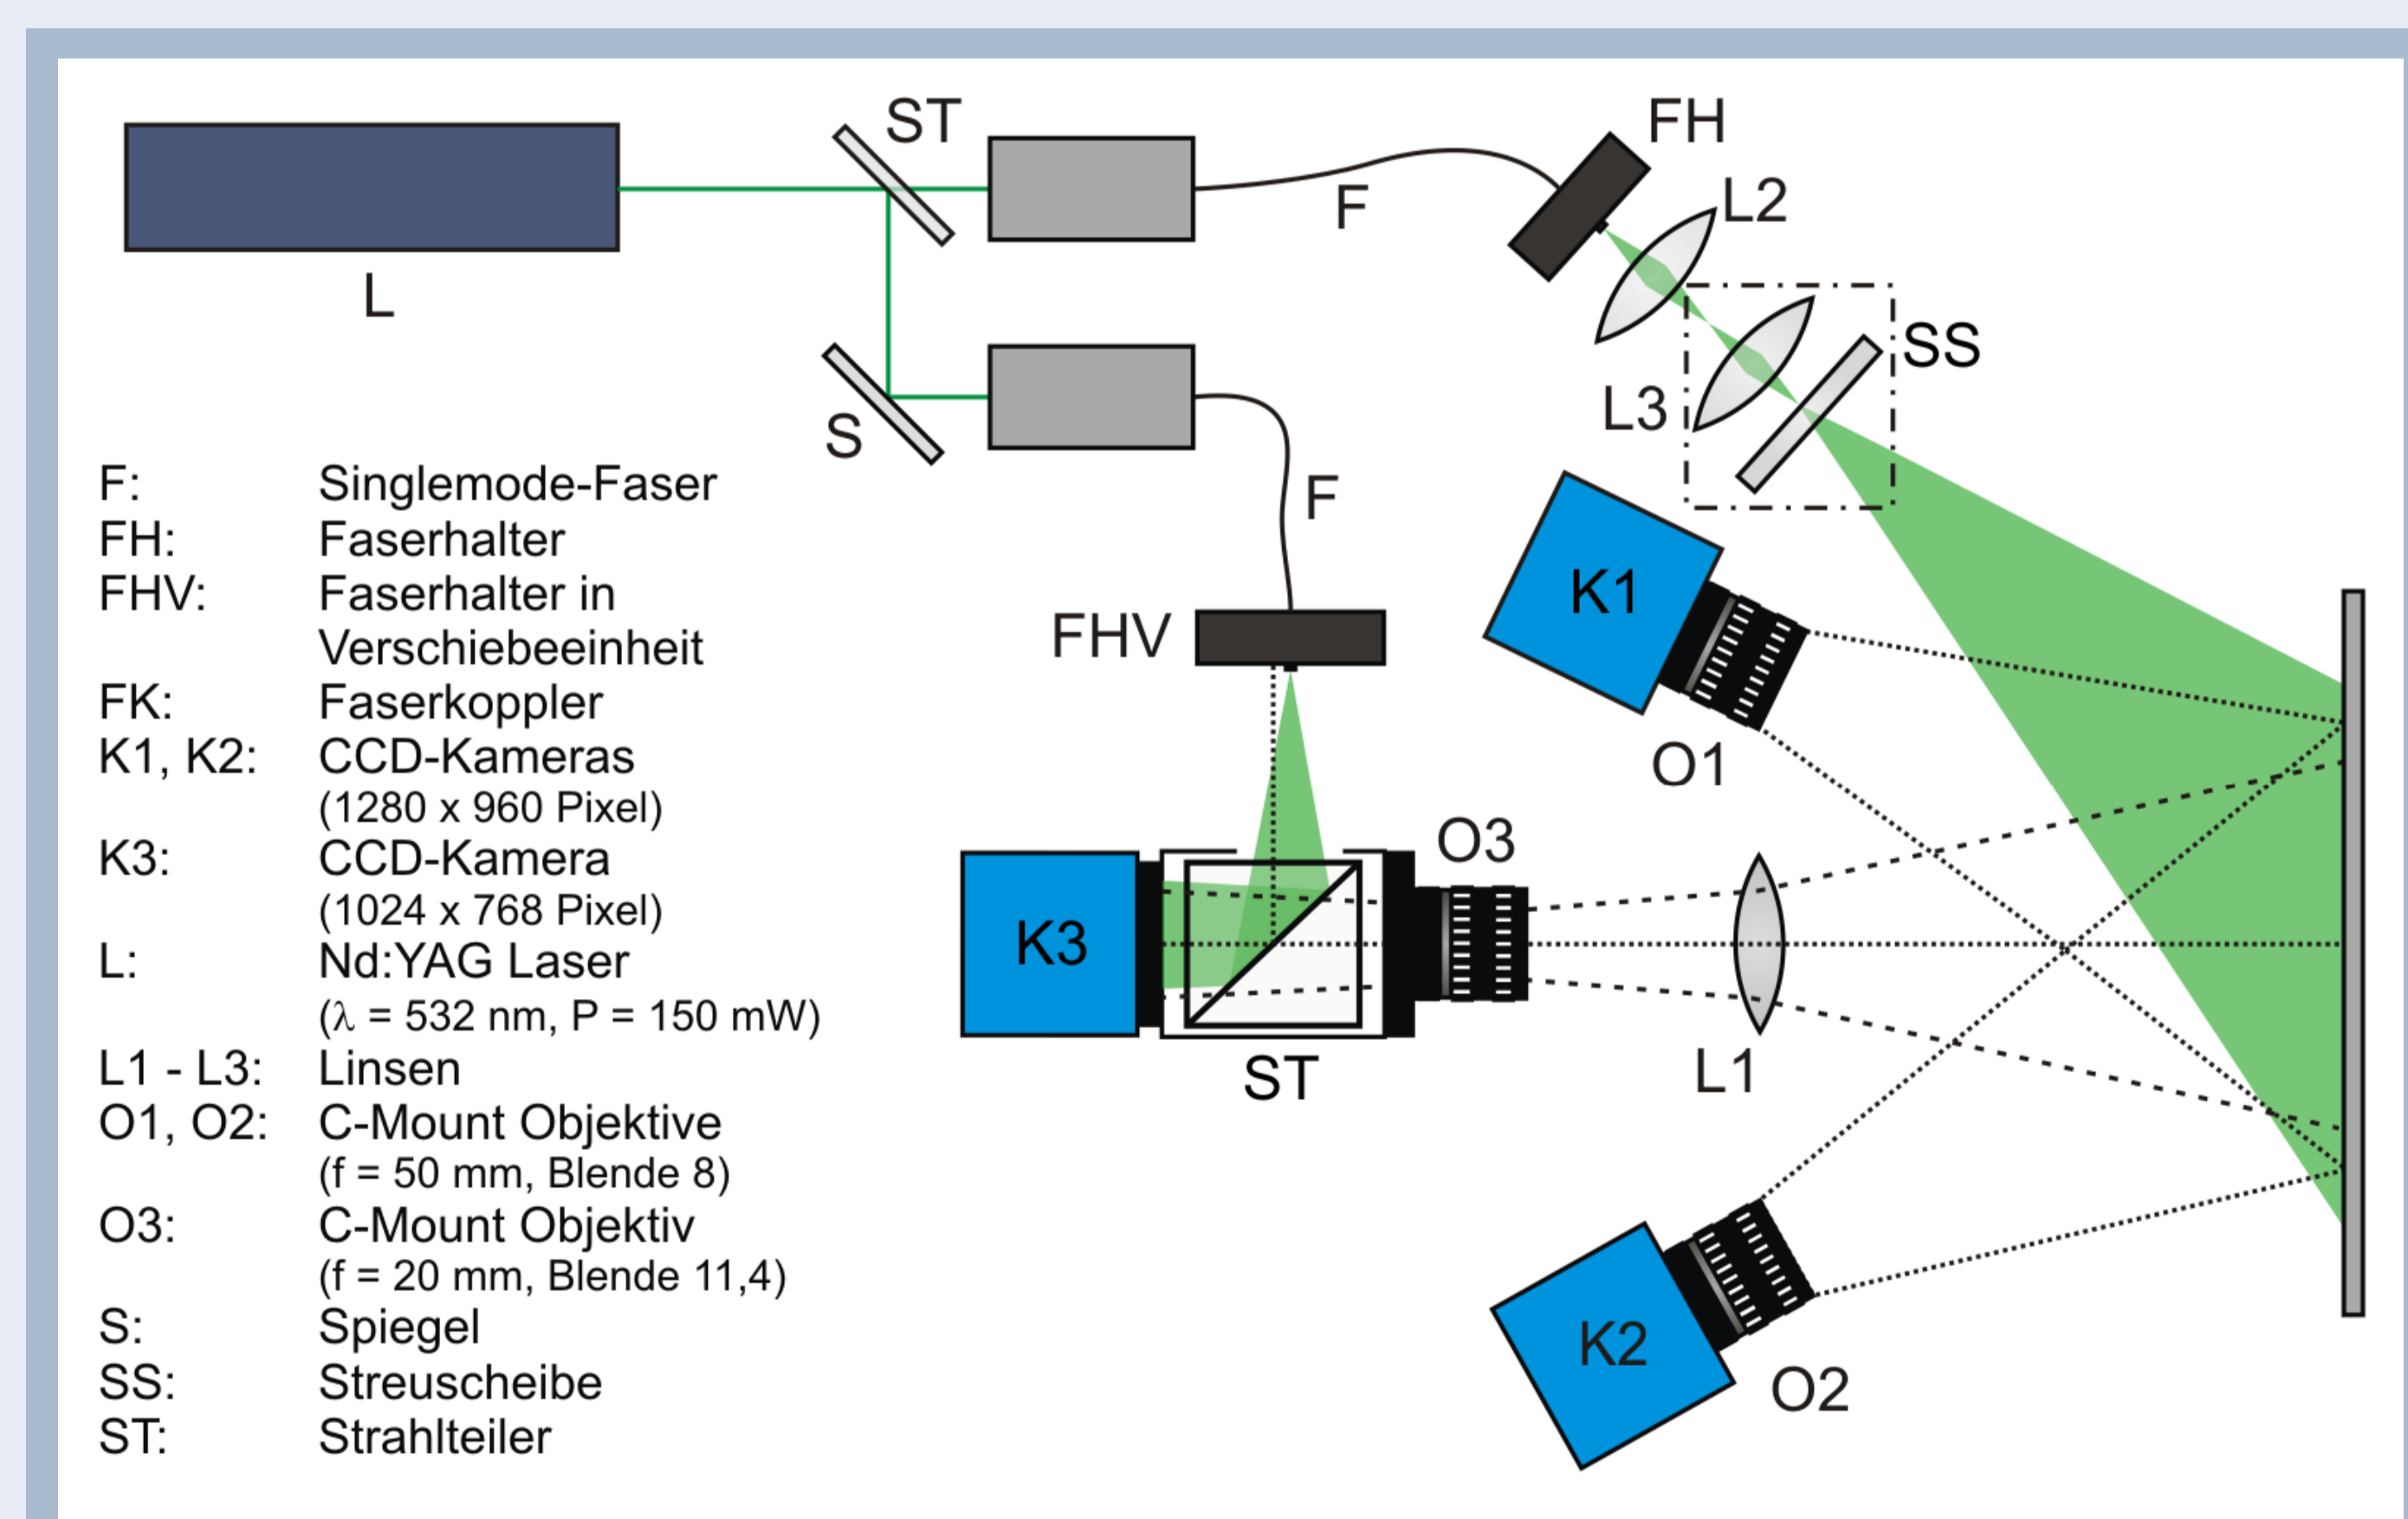 ST
FH
L2
F
L
SS
L3
S
F
K1
FHV
O1
O3
K3
ST
L1
K2
O2
F: Singlemode-Faser
FH: Faserhalter
FHV: Faserhalter in
Verschiebeeinheit
FK: Faserkoppler
K1, K2: CCD-Kameras
(1280 x 960 Pixel)
K3: CCD-Kamera
(1024 x 768 Pixel)
L: Nd:YAG Laser
(λ = 532 nm, P = 150 mW)
L1 - L3: Linsen
O1, O2: C-Mount Objektive
(f = 50 mm, Blende 8)
O3: C-Mount Objektiv
(f = 20 mm, Blende 11,4)
S: Spiegel
SS: Streuscheibe
ST: Strahlteiler